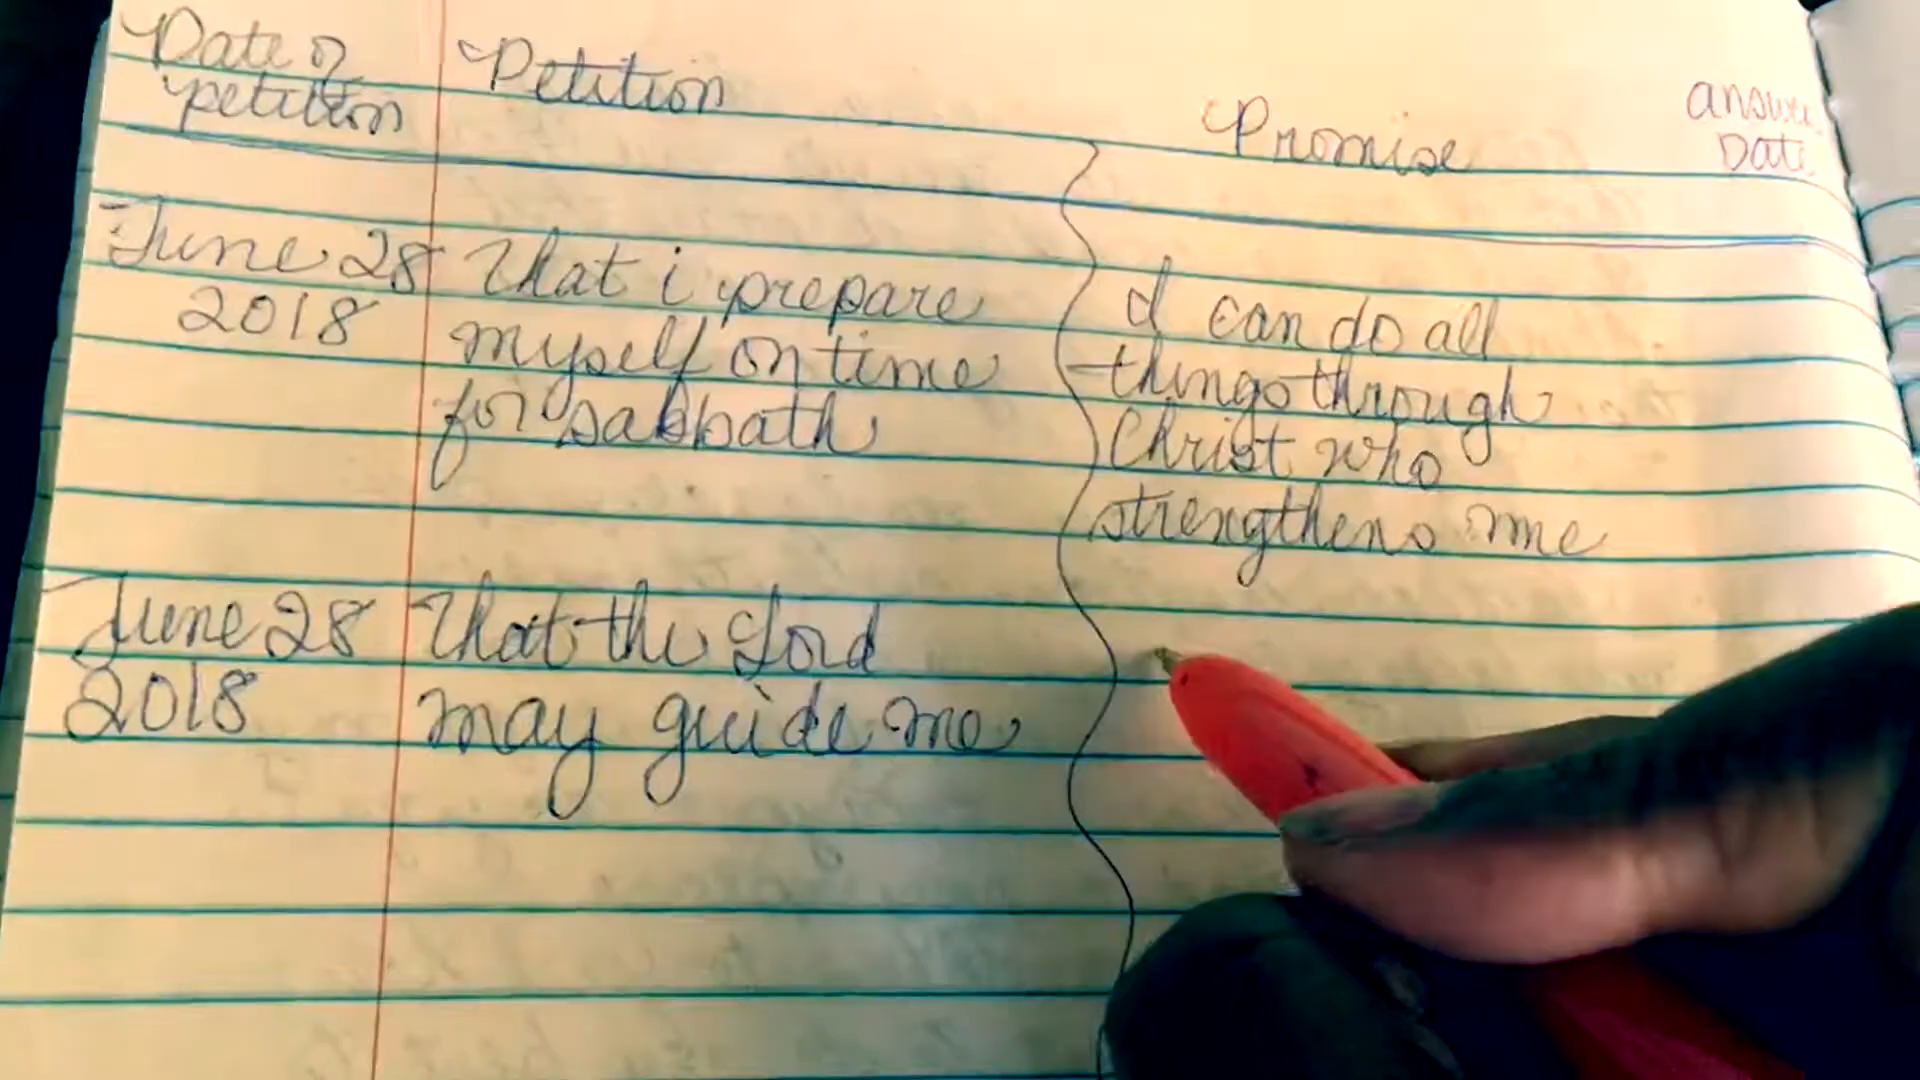 Date of
petition
Petition
Promise
answer
Date
June 28
2018
That i prepare
myself on time
for sabbath
I can do all
things through
Christ who
strengthens me
June 28
2018
That the Lord
may guide me